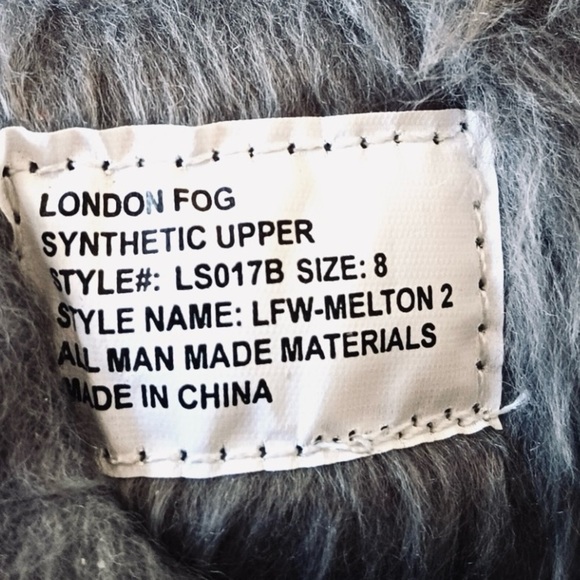 LONDON FOG
SYNTHETIC UPPER
STYLE#: LS017B SIZE: 8
STYLE NAME: LFW-MELTON 2
ALL MAN MADE MATERIALS
MADE IN CHINA